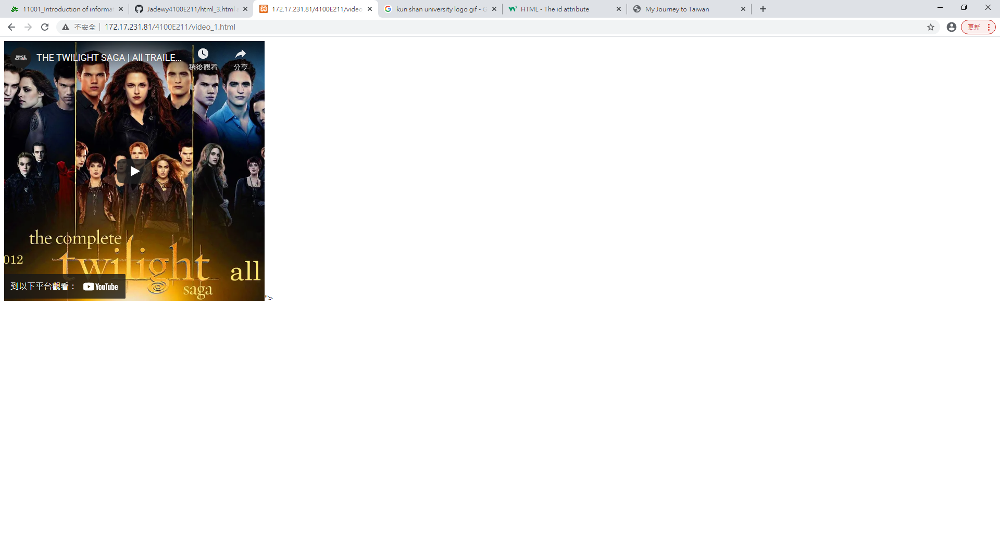 11001_Introduction of informat
Jadewy4100E211/html_3.html a
172.17.231.81/4100E211/video
kun shan university logo gif - G
HTML - The id attribute
My Journey to Taiwan
不安全 172.17.231.81/4100E211/video_1.html
更新
BINGE
NATION
THE TWILIGHT SAGA | All TRAILE...
稍後觀看
分享
the complete
012
twilight
all
saga
到以下平台觀看： YouTube
">